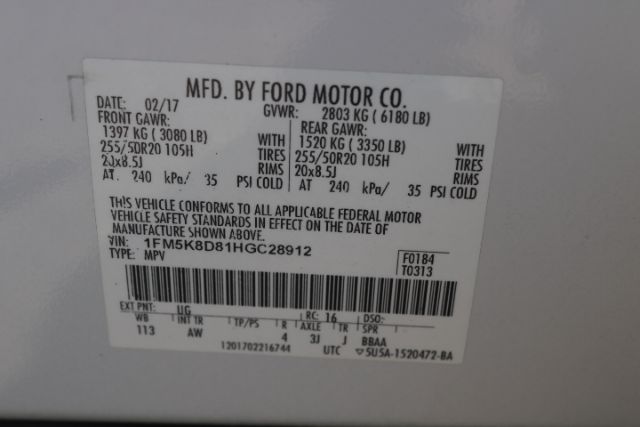 MFD. BY FORD MOTOR CO.
DATE: 02/17 GVWR: 2803 KG ( 6180 LB)
FRONT GAWR: REAR GAWR:
1397 KG ( 3080 LB) WITH 1520 KG ( 3350 LB) WITH
255/50R20 105H TIRES 255/50R20 105H TIRES
20x8.5J RIMS 20x8.5J RIMS
AT 240 kPa/ 35 PSI COLD AT 240 kPa/ 35 PSI COLD
THIS VEHICLE CONFORMS TO ALL APPLICABLE FEDERAL MOTOR
VEHICLE SAFETY STANDARDS IN EFFECT ON THE DATE OF
MANUFACTURE SHOWN ABOVE.
VIN: 1FM5K8D81HGC28912 F0184
TYPE: MPV T0313
EXT PNT: UG RC: 16 DSO:
WB INT TR TP/PS R AXLE TR SPR
113 AW 4 3J J BBAA
1201702216744 UTC ▽5U5A-1520472-BA